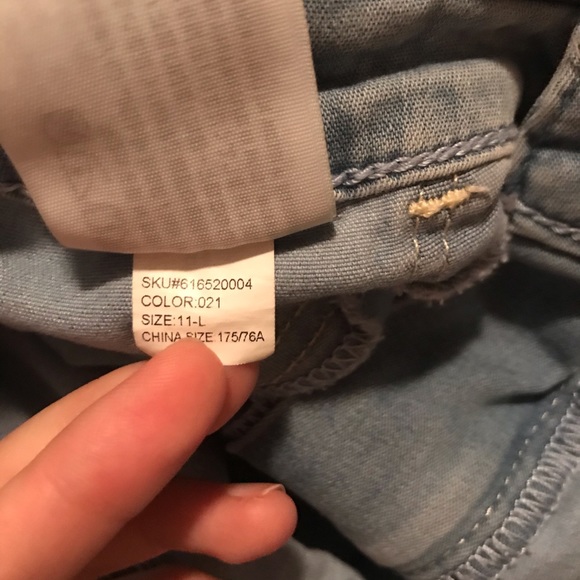 SKU#616520004
COLOR:021
SIZE:11-L
CHINA SIZE 175/76A